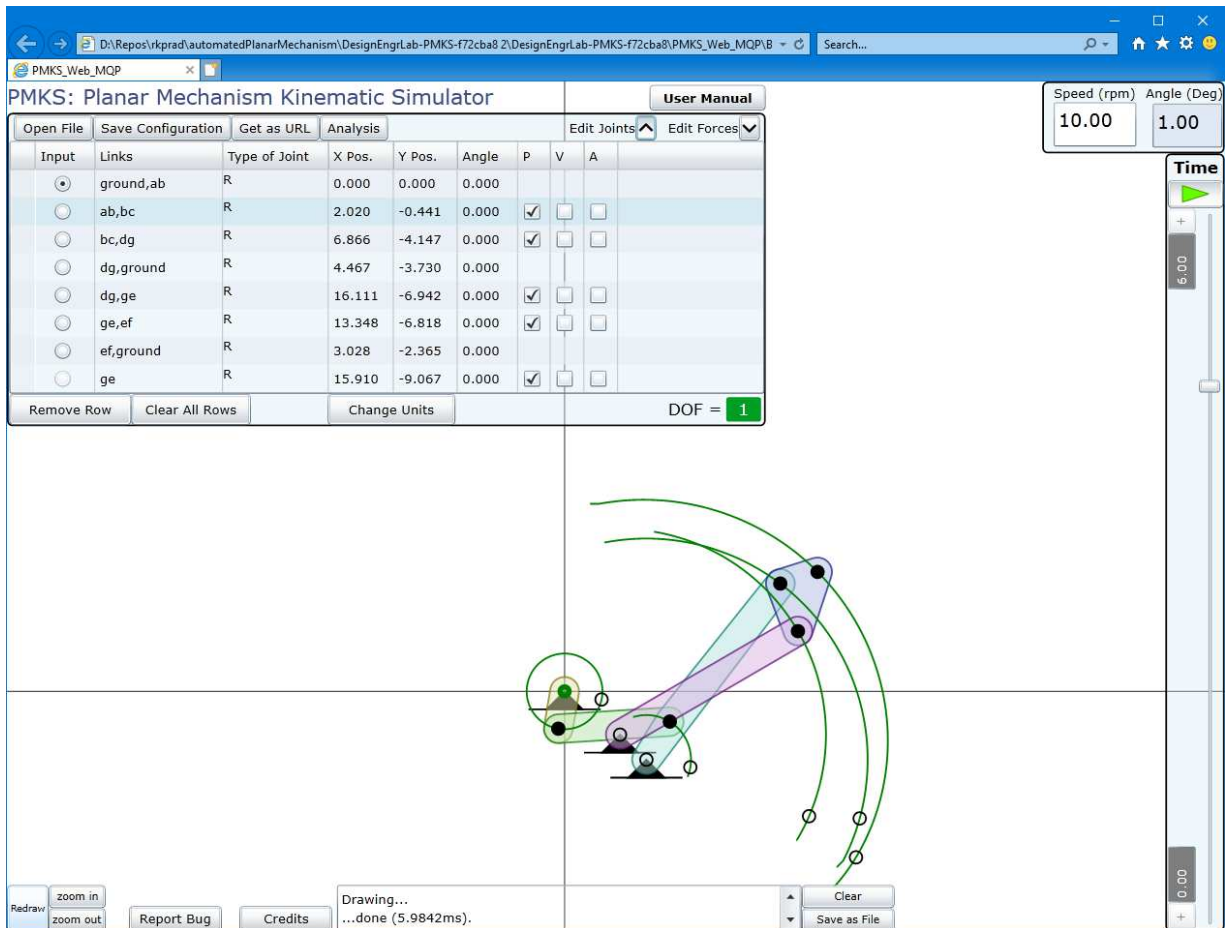 D:\Repos\rkprad\automatedPlanarMechanism\DesignEngrLab-PMKS-f72cba8 2\DesignEngrLab-PMKS-f72cba8\PMKS_Web_MQP\B Search...
PMKS_Web_MQP
PMKS: Planar Mechanism Kinematic Simulator User Manual Speed (rpm) Angle (Deg)
10.00 1.00
Open File Save Configuration Get as URL Analysis Edit Joints Edit Forces
Input Links Type of Joint X Pos. Y Pos. Angle P V A
Time
ground,ab R 0.000 0.000 0.000
ab,bc R 2.020 -0.441 0.000
bc,dg R 6.866 -4.147 0.000
dg,ground R 4.467 -3.730 0.000
6.00
dg,ge R 16.111 -6.942 0.000
ge,ef R 13.348 -6.818 0.000
ef,ground R 3.028 -2.365 0.000
ge R 15.910 -9.067 0.000
Remove Row Clear All Rows Change Units DOF = 1
0.00
Redraw zoom in zoom out Report Bug Credits
Drawing...
...done (5.9842ms).
Clear
Save as File